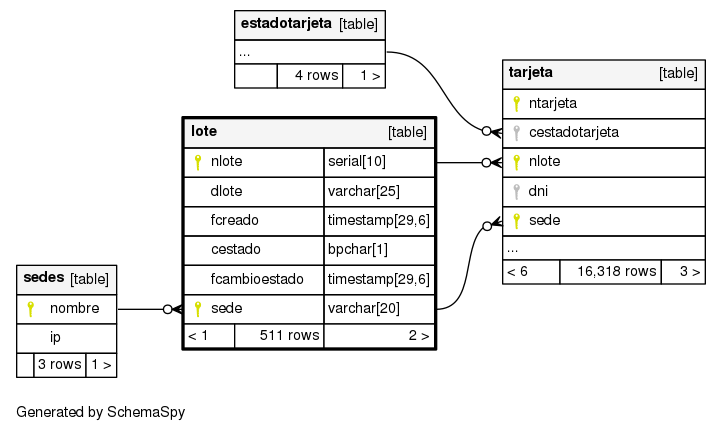 estadotarjeta [table]
...
4 rows 1 >
tarjeta [table]
ntarjeta
cestadotarjeta
nlote
dni
sede
...
< 6 16,318 rows 3 >
lote [table]
nlote serial[10]
dlote varchar[25]
fcreado timestamp[29,6]
cestado bpchar[1]
fcambioestado timestamp[29,6]
sede varchar[20]
< 1 511 rows 2 >
sedes [table]
nombre
ip
3 rows 1 >
Generated by SchemaSpy